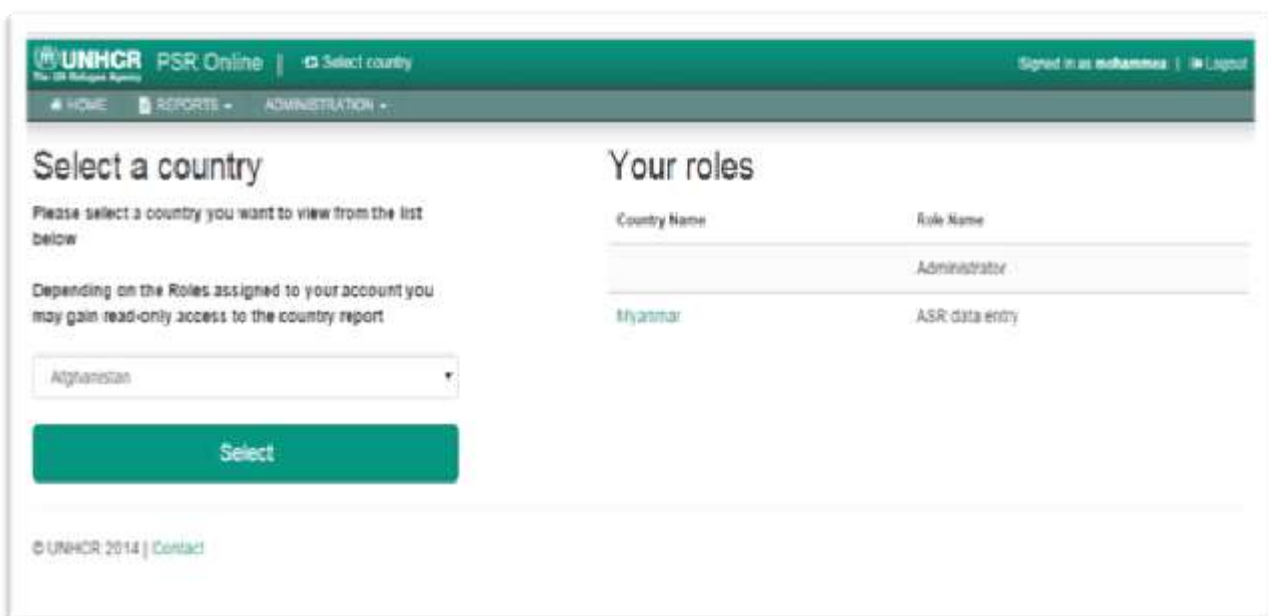 UNHCR PSR Online | Select country
The UN Refugee Agency
Signed in as mohammea | Logout
HOME REPORTS ADMINISTRATION
Select a country
Please select a country you want to view from the list
below
Depending on the Roles assigned to your account you
may gain read-only access to the country report
Afghanistan
Select
Your roles
Country Name Role Name
Administrator
Myanmar ASR data entry
© UNHCR 2014 | Contact